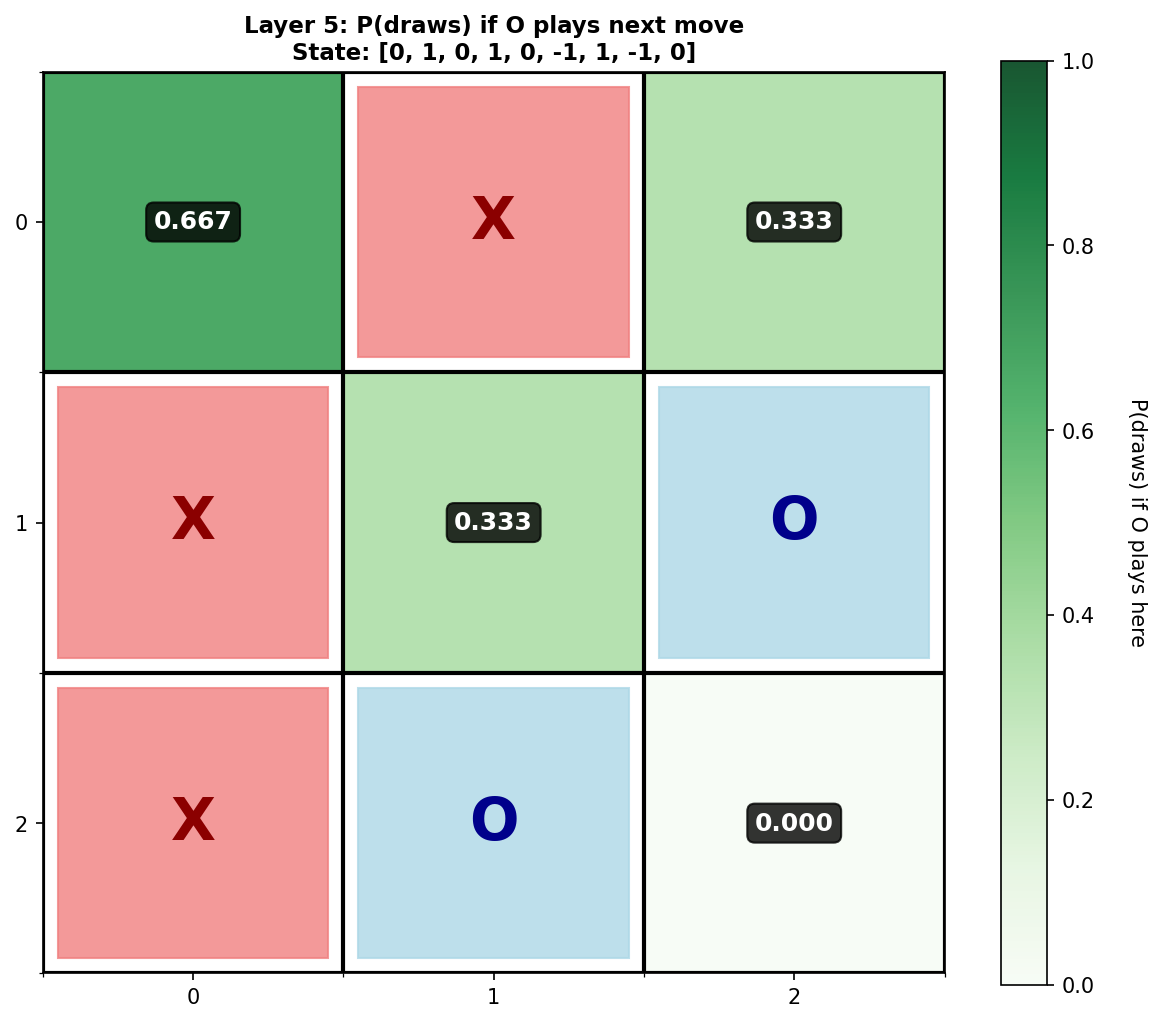 Layer 5: P(draws) if O plays next move
State: [0, 1, 0, 1, 0, -1, 1, -1, 0]
0.667 X 0.333
X 0.333 O
X O 0.000
0
1
2
0 1 2
1.0
0.8
0.6
0.4
0.2
0.0
P(draws) if O plays here